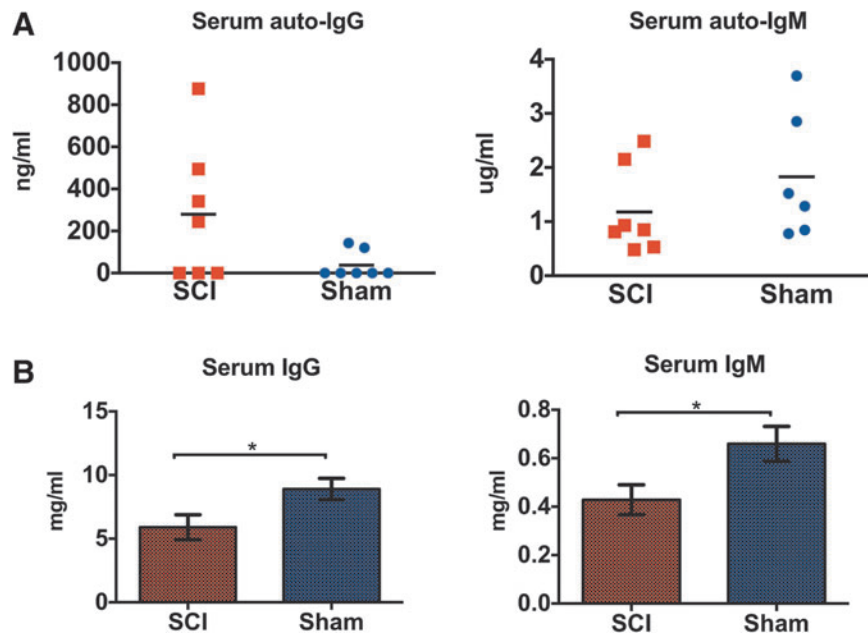 A
Serum auto-IgG
ng/ml
1000
800
600
400
200
0
SCI
Sham
Serum auto-IgM
ug/ml
4
3
2
1
0
SCI
Sham
B
Serum IgG
mg/ml
15
10
5
0
*
SCI
Sham
Serum IgM
mg/ml
0.8
0.6
0.4
0.2
0.0
*
SCI
Sham